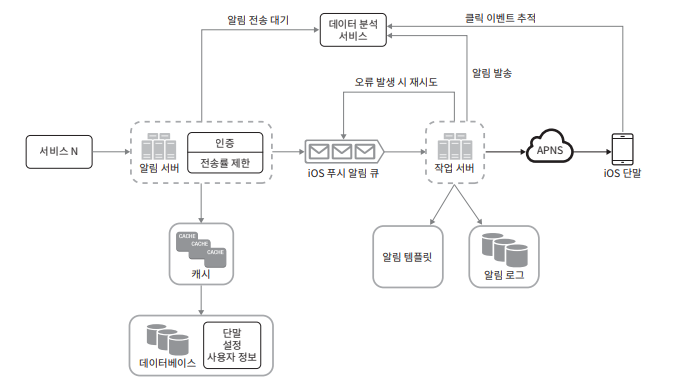 알림 전송 대기
데이터 분석
서비스
클릭 이벤트 추적
알림 발송
오류 발생 시 재시도
서비스 N
알림 서버
인증
전송률 제한
iOS 푸시 알림 큐
작업 서버
APNS
iOS 단말
CACHE
CACHE
CACHE
캐시
알림 템플릿
알림 로그
데이터베이스
단말
설정
사용자 정보